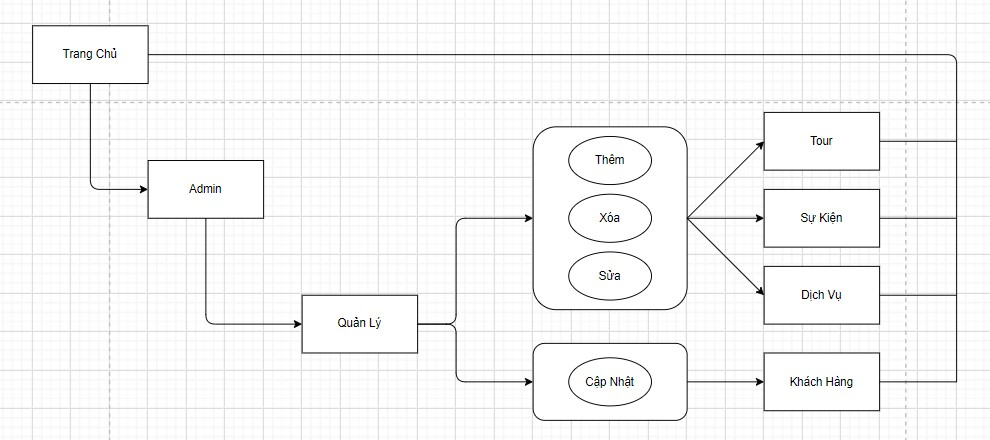 Trang Chủ
Admin
Quản Lý
Thêm
Xóa
Sửa
Cập Nhật
Tour
Sự Kiện
Dịch Vụ
Khách Hàng